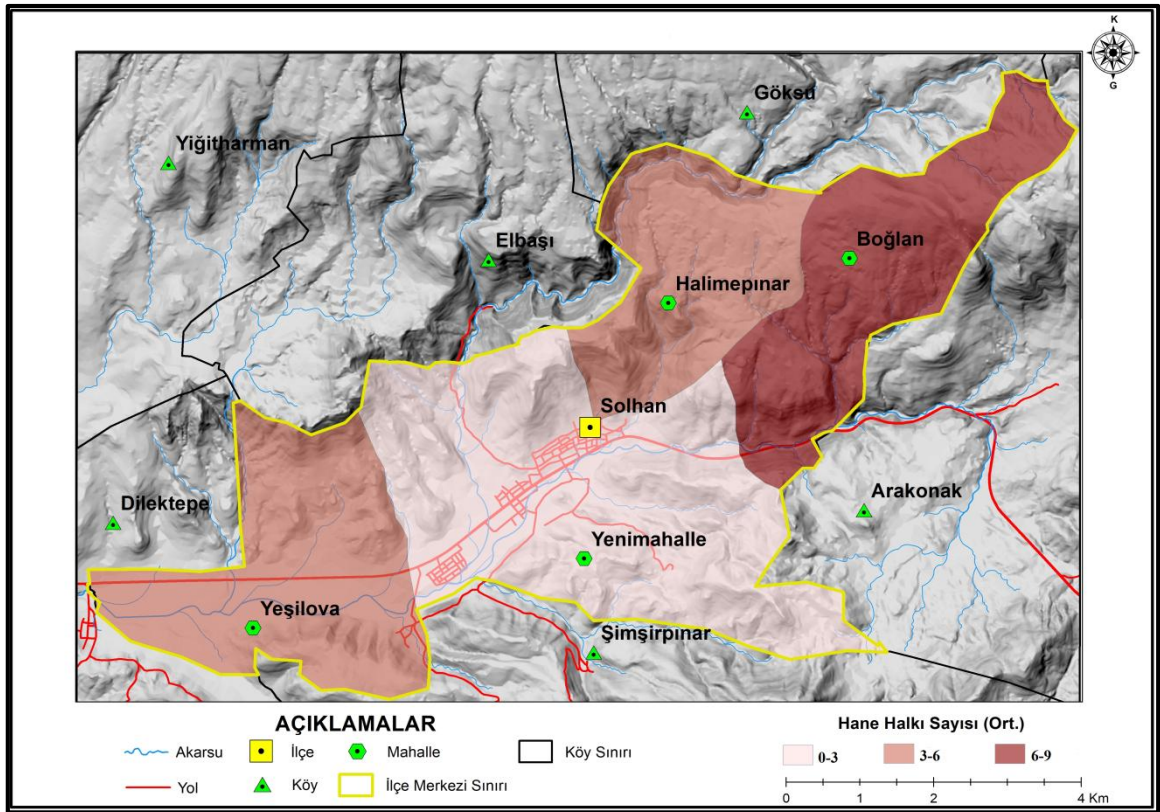 K
G
Göksu
Yiğitharman
Elbaşı
Boğlan
Halimepınar
Solhan
Dilektepe
Arakonak
Yenimahalle
Yeşilova
Şimşirpınar
AÇIKLAMALAR
Akarsu
İlçe
Mahalle
Köy Sınırı
Yol
Köy
İlçe Merkezi Sınırı
Hane Halkı Sayısı (Ort.)
0-3
3-6
6-9
0 1 2 4 Km